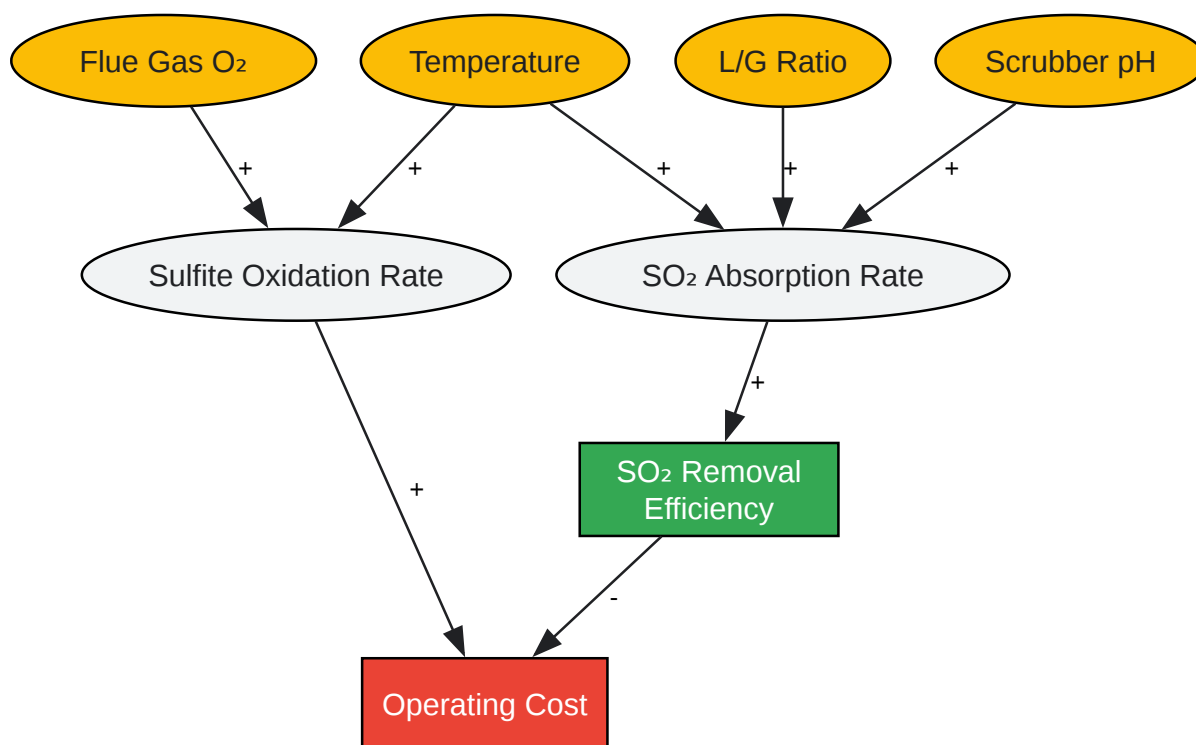 Flue Gas O₂
Temperature
L/G Ratio
Scrubber pH
+
+
+
+
+
Sulfite Oxidation Rate
SO₂ Absorption Rate
+
SO₂ Removal
Efficiency
+
-
Operating Cost